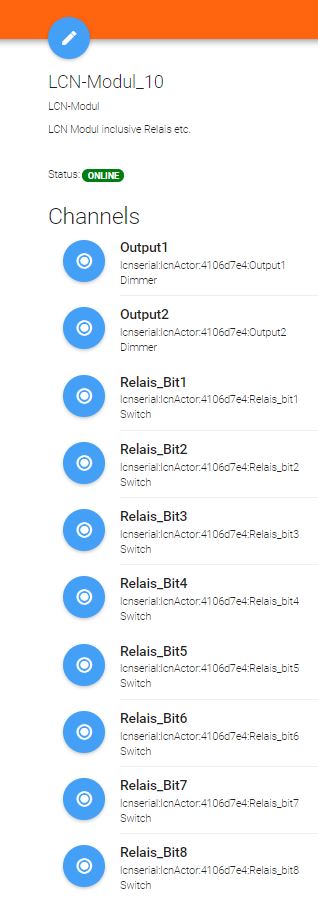 LCN-Modul_10
LCN-Modul
LCN Modul inclusive Relais etc.
Status: ONLINE
Channels
Output1
lcnserial:lcnActor:4106d7e4:Output1
Dimmer
Output2
lcnserial:lcnActor:4106d7e4:Output2
Dimmer
Relais_Bit1
lcnserial:lcnActor:4106d7e4:Relais_bit1
Switch
Relais_Bit2
lcnserial:lcnActor:4106d7e4:Relais_bit2
Switch
Relais_Bit3
lcnserial:lcnActor:4106d7e4:Relais_bit3
Switch
Relais_Bit4
lcnserial:lcnActor:4106d7e4:Relais_bit4
Switch
Relais_Bit5
lcnserial:lcnActor:4106d7e4:Relais_bit5
Switch
Relais_Bit6
lcnserial:lcnActor:4106d7e4:Relais_bit6
Switch
Relais_Bit7
lcnserial:lcnActor:4106d7e4:Relais_bit7
Switch
Relais_Bit8
lcnserial:lcnActor:4106d7e4:Relais_bit8
Switch